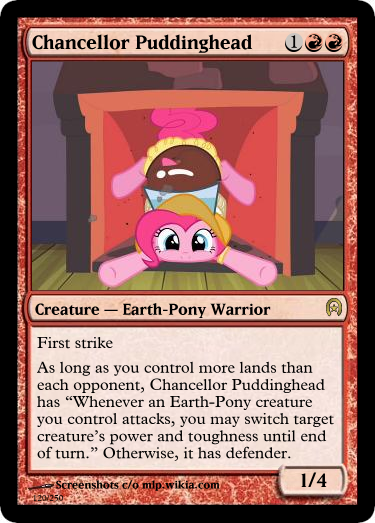 Chancellor Puddinghead 1
Creature — Earth-Pony Warrior
First strike
As long as you control more lands than
each opponent, Chancellor Puddinghead
has “Whenever an Earth-Pony creature
you control attacks, you may switch target
creature’s power and toughness until end
of turn.” Otherwise, it has defender.
1/4
Screenshots c/o mlp.wikia.com
120/250